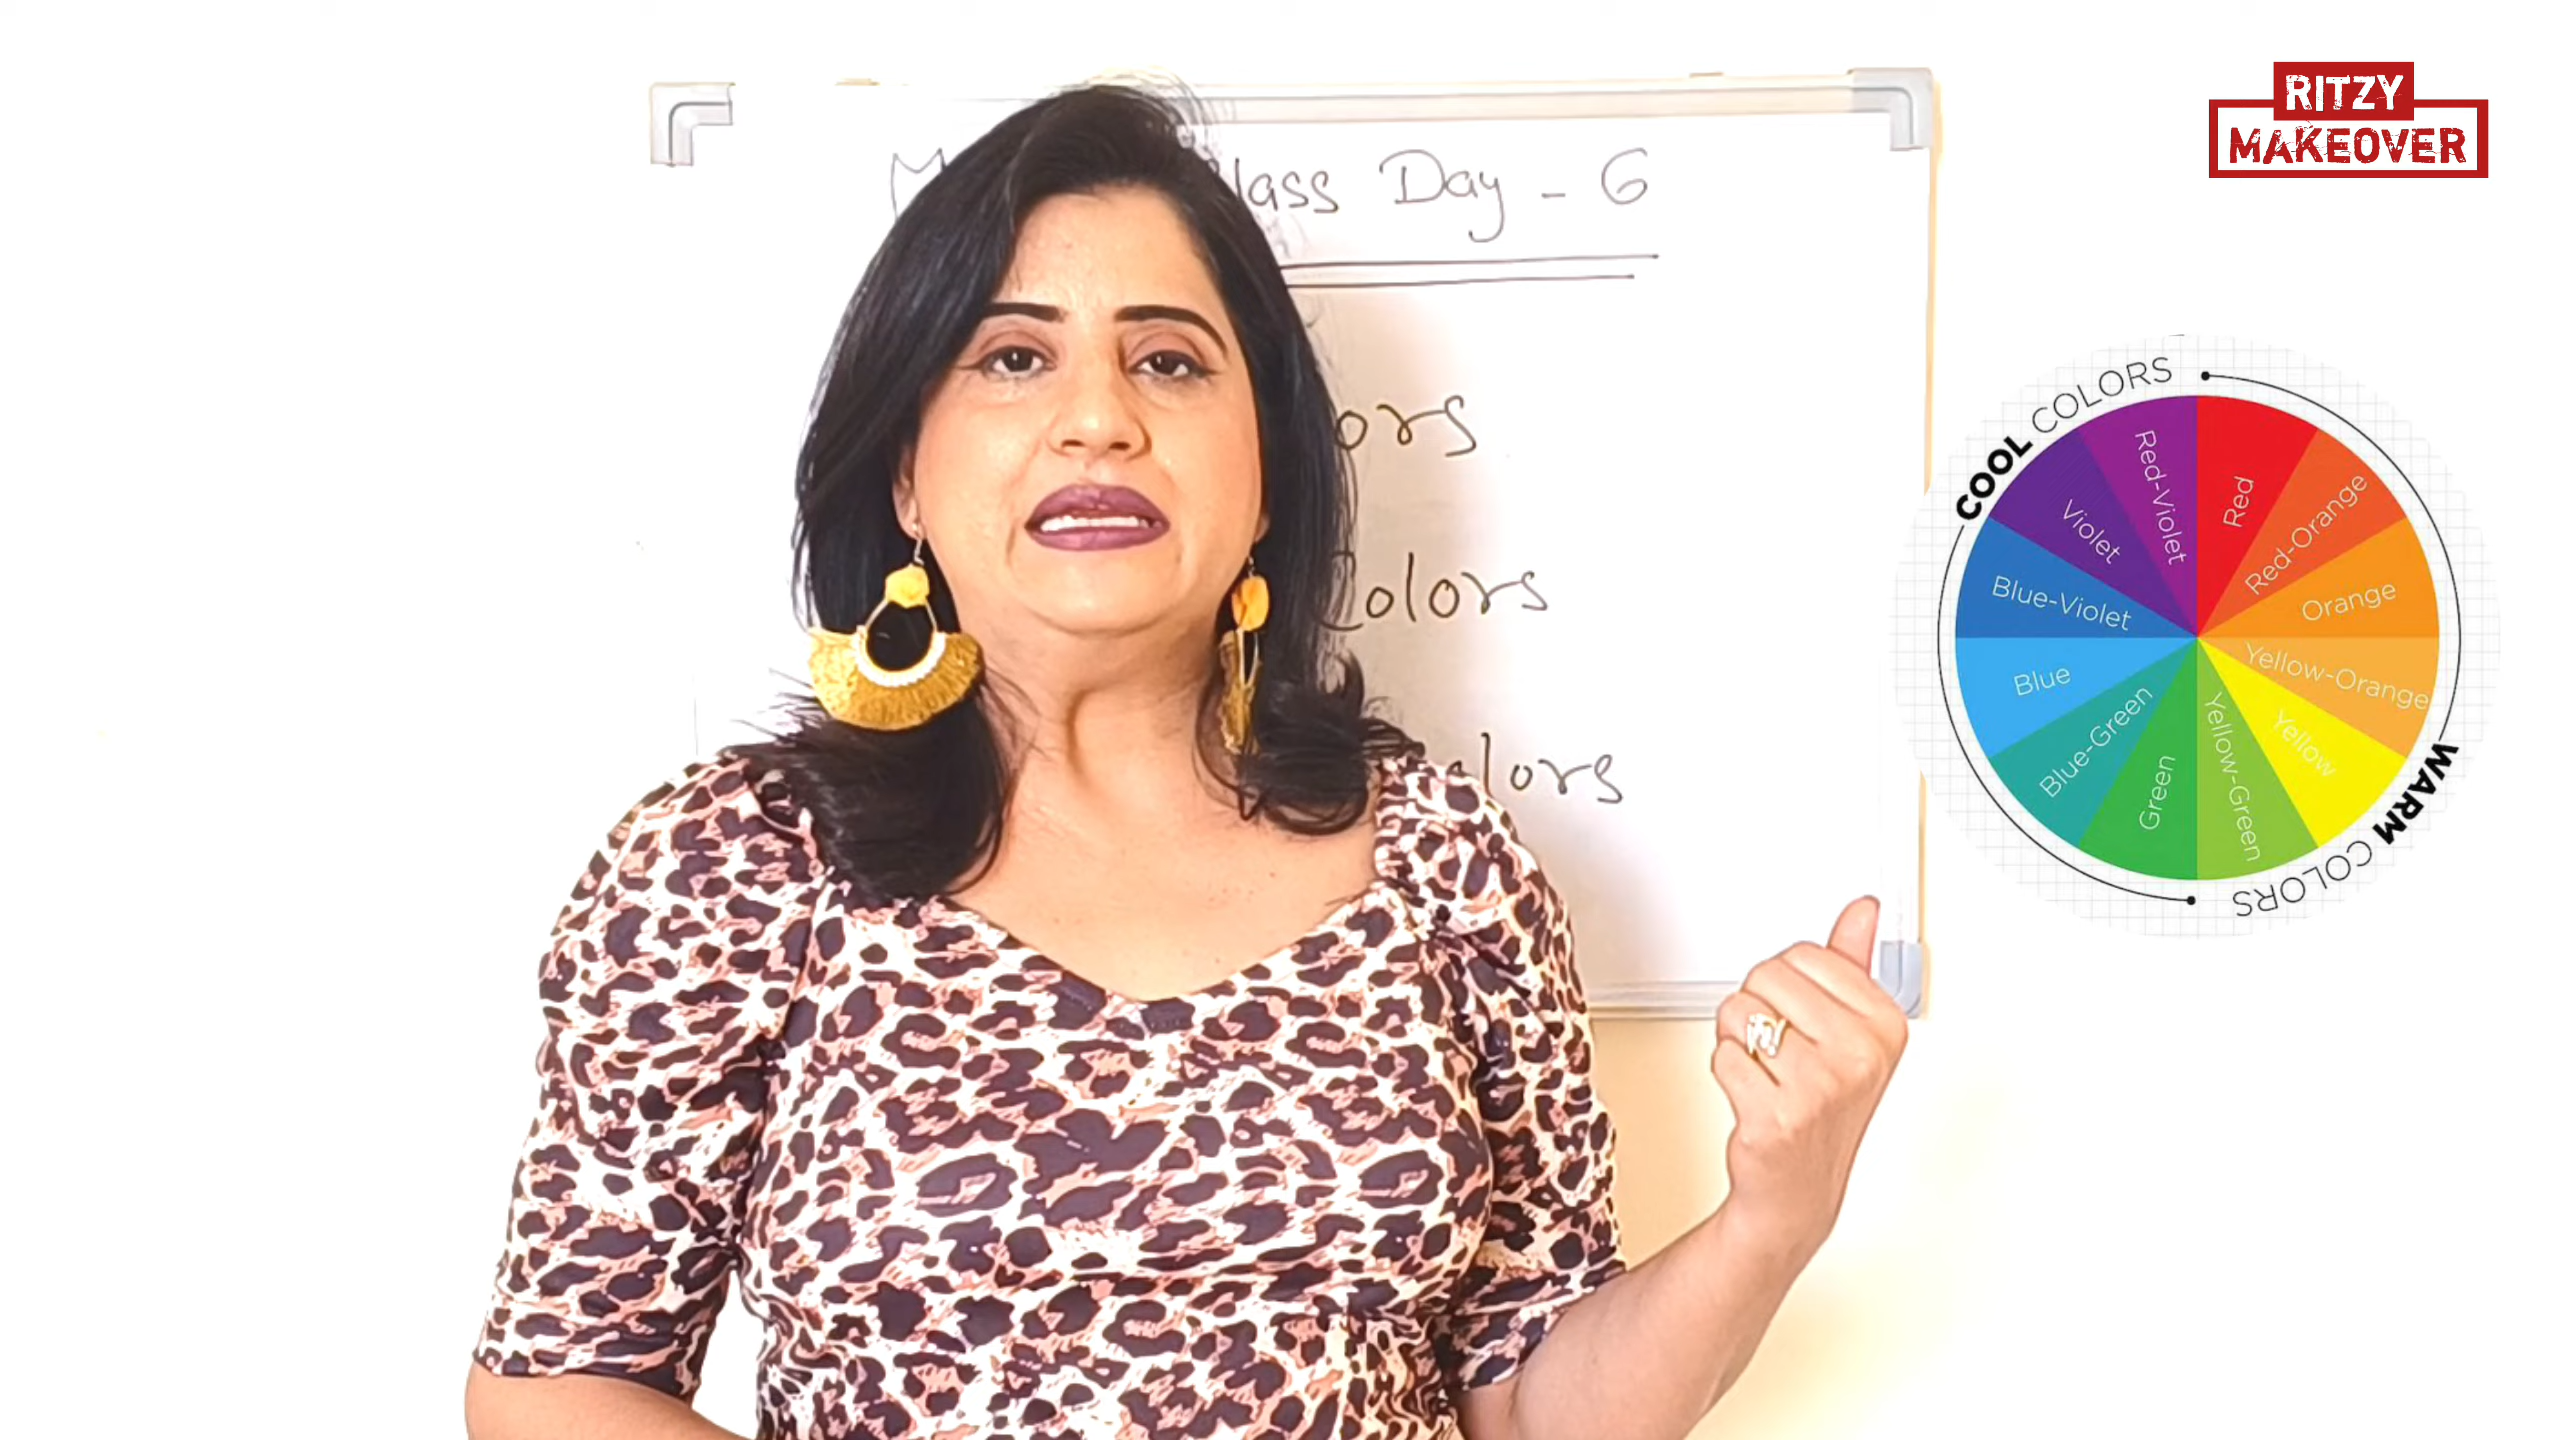 RITZY
MAKEOVER
lass Day - 6
ors
Colors
olors
COOL COLORS
WARM COLORS
Red
Red-Orange
Orange
Yellow-Orange
Yellow
Yellow-Green
Green
Blue-Green
Blue
Blue-Violet
Violet
Red-Violet